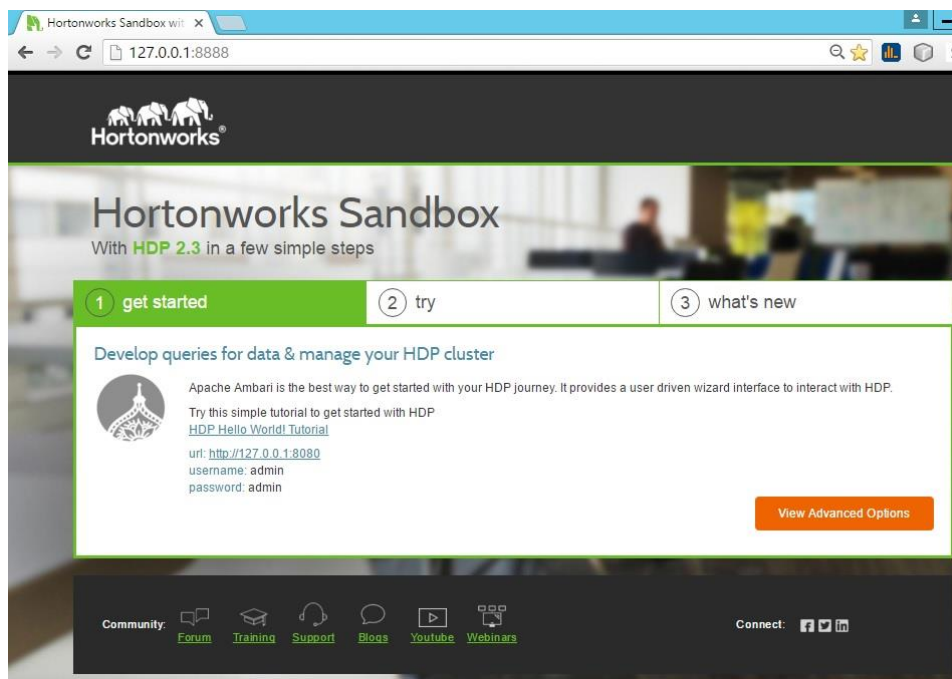 Hortonworks Sandbox wit
127.0.0.1:8888
Hortonworks®
Hortonworks Sandbox
With HDP 2.3 in a few simple steps
1 get started
2 try
3 what's new
Develop queries for data & manage your HDP cluster
Apache Ambari is the best way to get started with your HDP journey. It provides a user driven wizard interface to interact with HDP.
Try this simple tutorial to get started with HDP
HDP Hello World! Tutorial
url: http://127.0.0.1:8080
username: admin
password: admin
View Advanced Options
Community:
Forum Training Support Blogs Youtube Webinars
Connect: